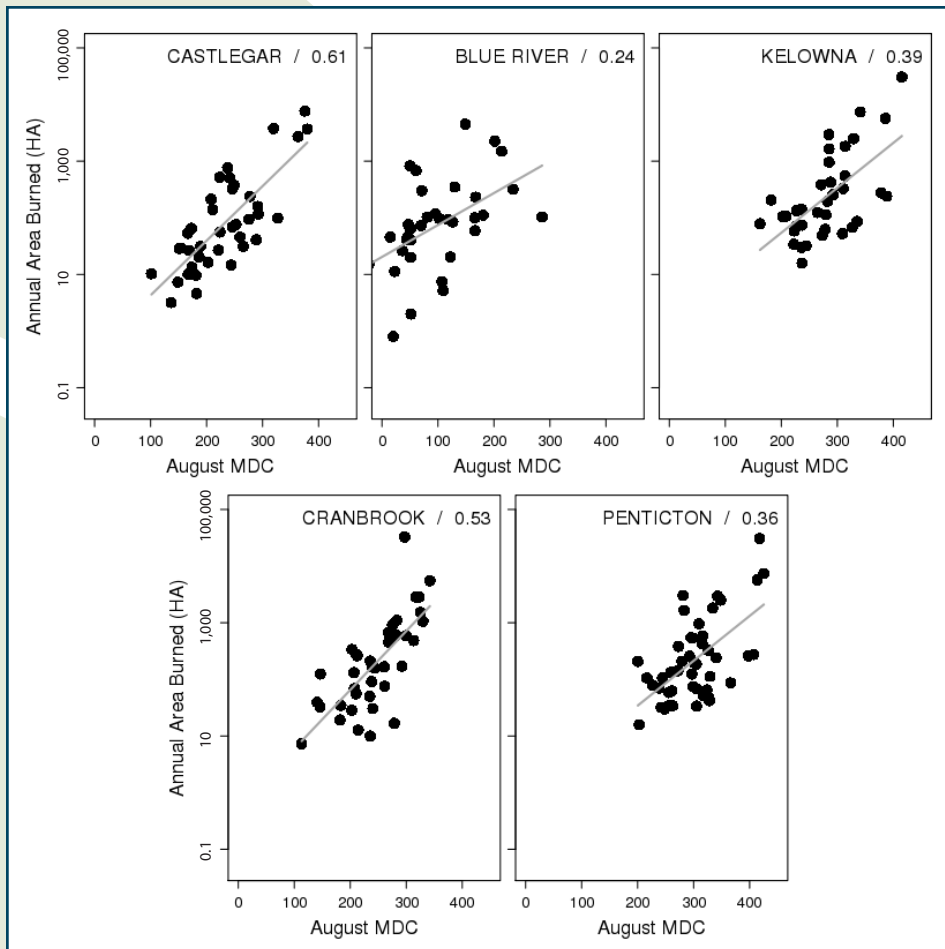 CASTLEGAR / 0.61
BLUE RIVER / 0.24
KELOWNA / 0.39
Annual Area Burned (HA)
100,000
1,000
10
0.1
0 100 200 300 400
0 100 200 300 400
0 100 200 300 400
August MDC
August MDC
August MDC
CRANBROOK / 0.53
PENTICTON / 0.36
Annual Area Burned (HA)
100,000
1,000
10
0.1
0 100 200 300 400
0 100 200 300 400
August MDC
August MDC